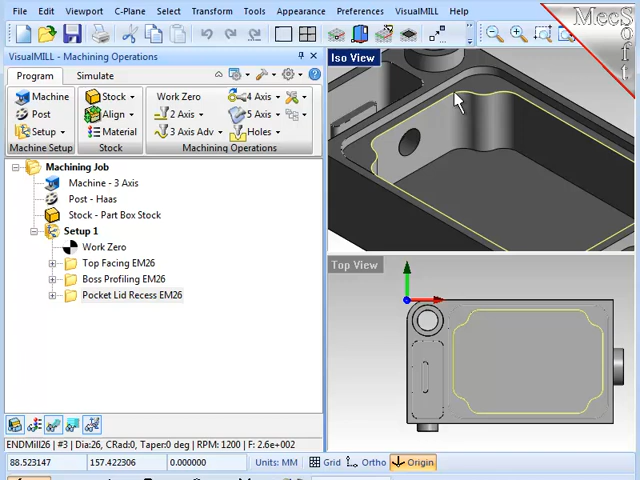 File Edit Viewport C-Plane Select Transform Tools Appearance Preferences VisualMILL Window Help
MecSoft
VisualMILL - Machining Operations
Iso View
Program Simulate
Machine Stock Work Zero 4 Axis
Post Align 2 Axis 5 Axis
Setup Material 3 Axis Adv Holes
Machine Setup Stock Machining Operations
Machining Job
Machine - 3 Axis
Post - Haas
Stock - Part Box Stock
Setup 1
Work Zero
Top Facing EM26
Boss Profiling EM26
Pocket Lid Recess EM26
Top View
ENDMill26 | #3 | Dia:26, CRad:0, Taper:0 deg | RPM: 1200 | F: 2.6e+002
88.523147 157.422306 0.000000 Units: MM Grid Ortho Origin